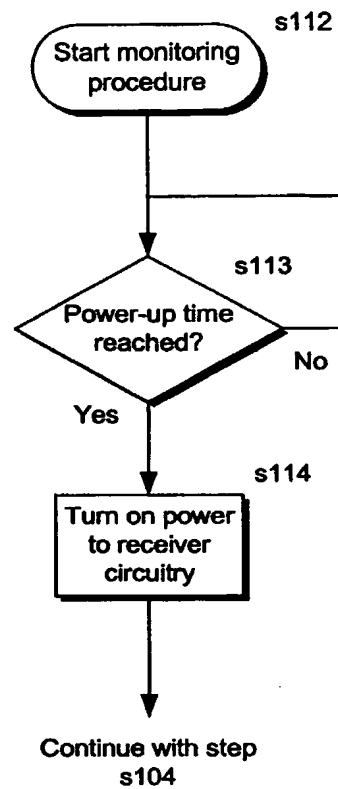 s112
Start monitoring
procedure
s113
Power-up time
reached?
No
Yes
s114
Turn on power
to receiver
circuitry
Continue with step
s104